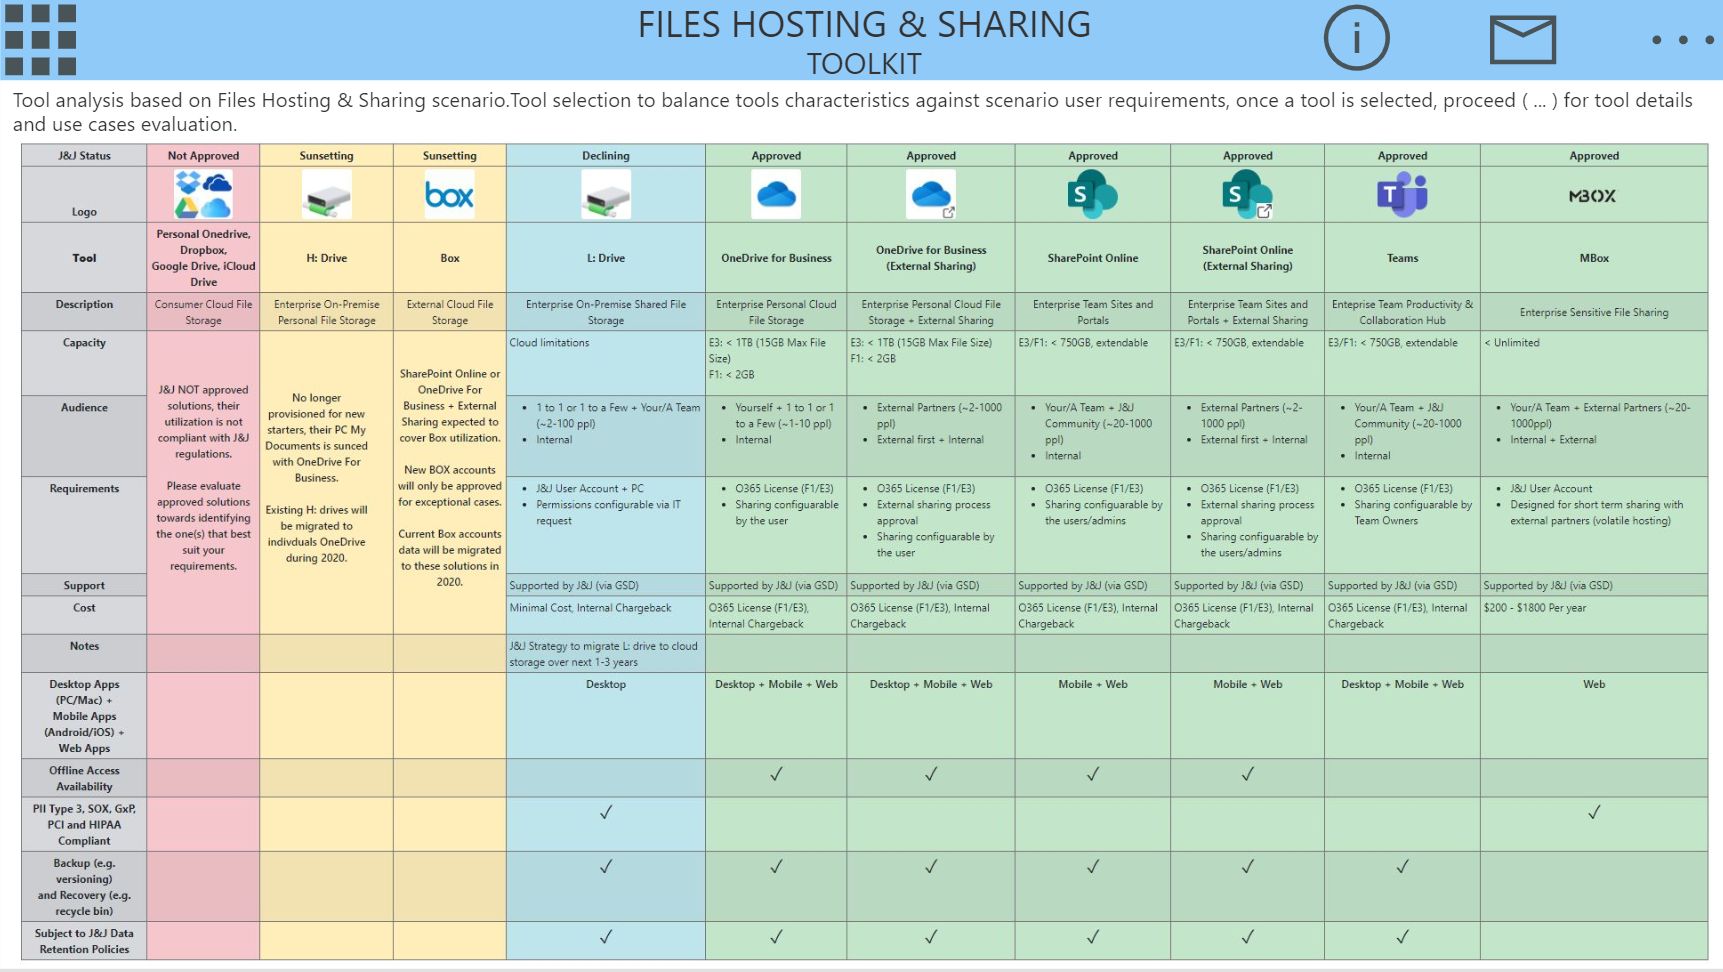 FILES HOSTING & SHARING
TOOLKIT
i
Tool analysis based on Files Hosting & Sharing scenario.Tool selection to balance tools characteristics against scenario user requirements, once a tool is selected, proceed ( ... ) for tool details
and use cases evaluation.
J&J Status
Not Approved
Sunsetting
Sunsetting
Declining
Approved
Approved
Approved
Approved
Approved
Approved
Logo
box
S
S
T
MBOX
Tool
Personal Onedrive,
Dropbox,
Google Drive, iCloud
Drive
H: Drive
Box
L: Drive
OneDrive for Business
OneDrive for Business
(External Sharing)
SharePoint Online
SharePoint Online
(External Sharing)
Teams
MBox
Description
Consumer Cloud File
Storage
Enterprise On-Premise
Personal File Storage
External Cloud File
Storage
Enterprise On-Premise Shared File
Storage
Enterprise Personal Cloud
File Storage
Enterprise Personal Cloud File
Storage + External Sharing
Enterprise Team Sites and
Portals
Enterprise Team Sites and
Portals + External Sharing
Enteprise Team Productivity &
Collaboration Hub
Enterprise Sensitive File Sharing
J&J NOT approved
solutions, their
utilization is not
compliant with J&J
regulations.
Please evaluate
approved solutions
towards identifying
the one(s) that best
suit your
requirements.
No longer
provisioned for new
starters, their PC My
Documents is sunced
with OneDrive For
Business.
Existing H: drives will
be migrated to
indivduals OneDrive
during 2020.
SharePoint Online or
OneDrive For
Business + External
Sharing expected to
cover Box utilization.
New BOX accounts
will only be approved
for exceptional cases.
Current Box accounts
data will be migrated
to these solutions in
2020.
Capacity
Cloud limitations
E3: < 1TB (15GB Max File
Size)
F1: < 2GB
E3: < 1TB (15GB Max File Size)
F1: < 2GB
E3/F1: < 750GB, extendable
E3/F1: < 750GB, extendable
E3/F1: < 750GB, extendable
< Unlimited
Audience
• 1 to 1 or 1 to a Few + Your/A Team
(~2-100 ppl)
• Internal
• Yourself + 1 to 1 or 1
to a Few (~1-10 ppl)
• Internal
• External Partners (~2-1000
ppl)
• External first + Internal
• Your/A Team + J&J
Community (~20-1000
ppl)
• Internal
• External Partners (~2-
1000 ppl)
• External first + Internal
• Your/A Team + J&J
Community (~20-1000
ppl)
• Internal
• Your/A Team + External Partners (~20-
1000ppl)
• Internal + External
Requirements
• J&J User Account + PC
• Permissions configurable via IT
request
• O365 License (F1/E3)
• Sharing configuarable
by the user
• O365 License (F1/E3)
• External sharing process
approval
• Sharing configuarable by
the user
• O365 License (F1/E3)
• Sharing configuarable by
the users/admins
• O365 License (F1/E3)
• External sharing process
approval
• Sharing configuarable by
the users/admins
• O365 License (F1/E3)
• Sharing configuarable by
Team Owners
• J&J User Account
• Designed for short term sharing with
external partners (volatile hosting)
Support
Supported by J&J (via GSD)
Supported by J&J (via GSD)
Supported by J&J (via GSD)
Supported by J&J (via GSD)
Supported by J&J (via GSD)
Supported by J&J (via GSD)
Supported by J&J (via GSD)
Cost
Minimal Cost, Internal Chargeback
O365 License (F1/E3),
Internal Chargeback
O365 License (F1/E3), Internal
Chargeback
O365 License (F1/E3), Internal
Chargeback
O365 License (F1/E3), Internal
Chargeback
O365 License (F1/E3), Internal
Chargeback
$200 - $1800 Per year
Notes
J&J Strategy to migrate L: drive to cloud
storage over next 1-3 years
Desktop Apps
(PC/Mac) +
Mobile Apps
(Android/iOS) +
Web Apps
Desktop
Desktop + Mobile + Web
Desktop + Mobile + Web
Mobile + Web
Mobile + Web
Desktop + Mobile + Web
Web
Offline Access
Availability
✓
✓
✓
✓
PII Type 3, SOX, GxP,
PCI and HIPAA
Compliant
✓
✓
Backup (e.g.
versioning)
and Recovery (e.g.
recycle bin)
✓
✓
✓
✓
✓
✓
Subject to J&J Data
Retention Policies
✓
✓
✓
✓
✓
✓